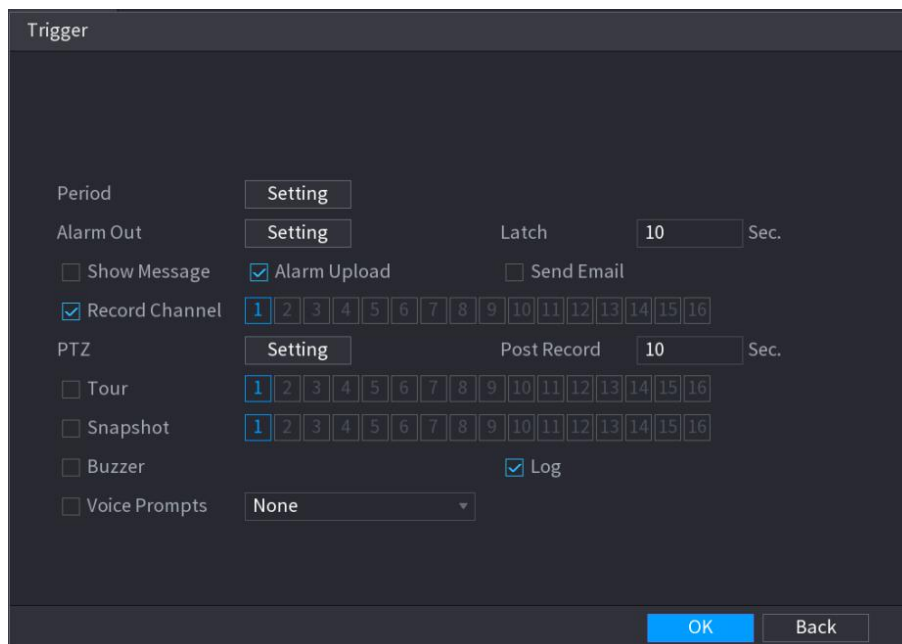 Trigger
Period Setting
Alarm Out Setting Latch 10 Sec.
Show Message Alarm Upload Send Email
Record Channel 1 2 3 4 5 6 7 8 9 10 11 12 13 14 15 16
PTZ Setting Post Record 10 Sec.
Tour 1 2 3 4 5 6 7 8 9 10 11 12 13 14 15 16
Snapshot 1 2 3 4 5 6 7 8 9 10 11 12 13 14 15 16
Buzzer Log
Voice Prompts None
OK Back